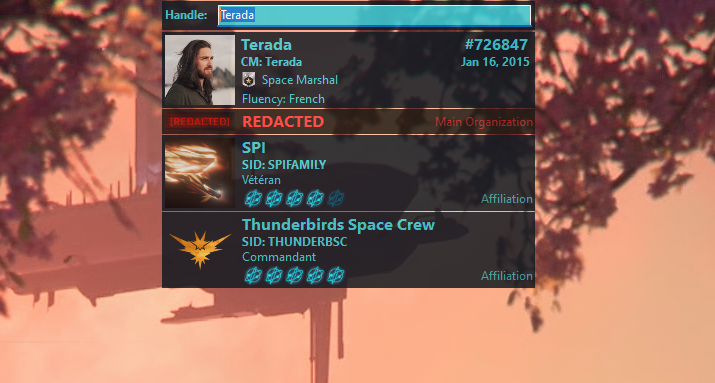 Handle: Terada
Terada #726847
CM: Terada Jan 16, 2015
Space Marshal
Fluency: French
[REDACTED] REDACTED Main Organization
SPI
SID: SPIFAMILY
Vétéran
Affiliation
Thunderbirds Space Crew
SID: THUNDERBSC
Commandant
Affiliation